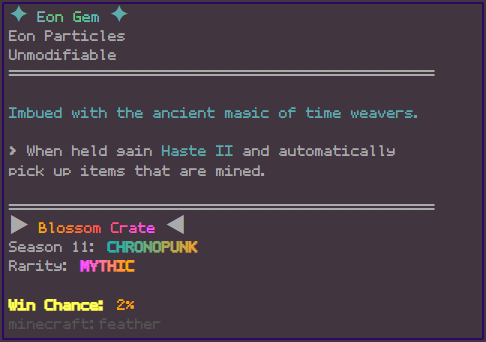 ✦ Eon Gem ✦
Eon Particles
Unmodifiable
Imbued with the ancient magic of time weavers.
> When held gain Haste II and automatically
pick up items that are mined.
▶ Blossom Crate ◀
Season 11: CHRONOPUNK
Rarity: MYTHIC
Win Chance: 2%
minecraft:feather